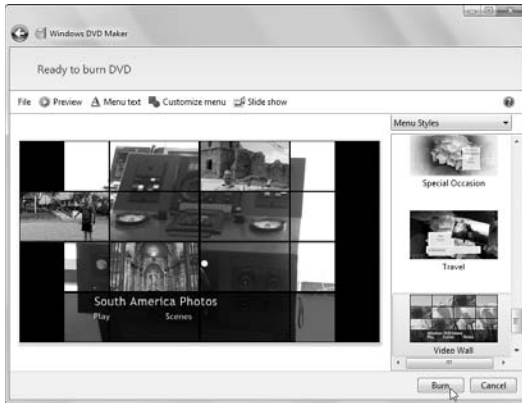 Windows DVD Maker
Ready to burn DVD
File Preview Menu text Customize menu Slide show
Menu Styles
Special Occasion
Travel
South America Photos
Play Scenes
Video Wall
Burn Cancel